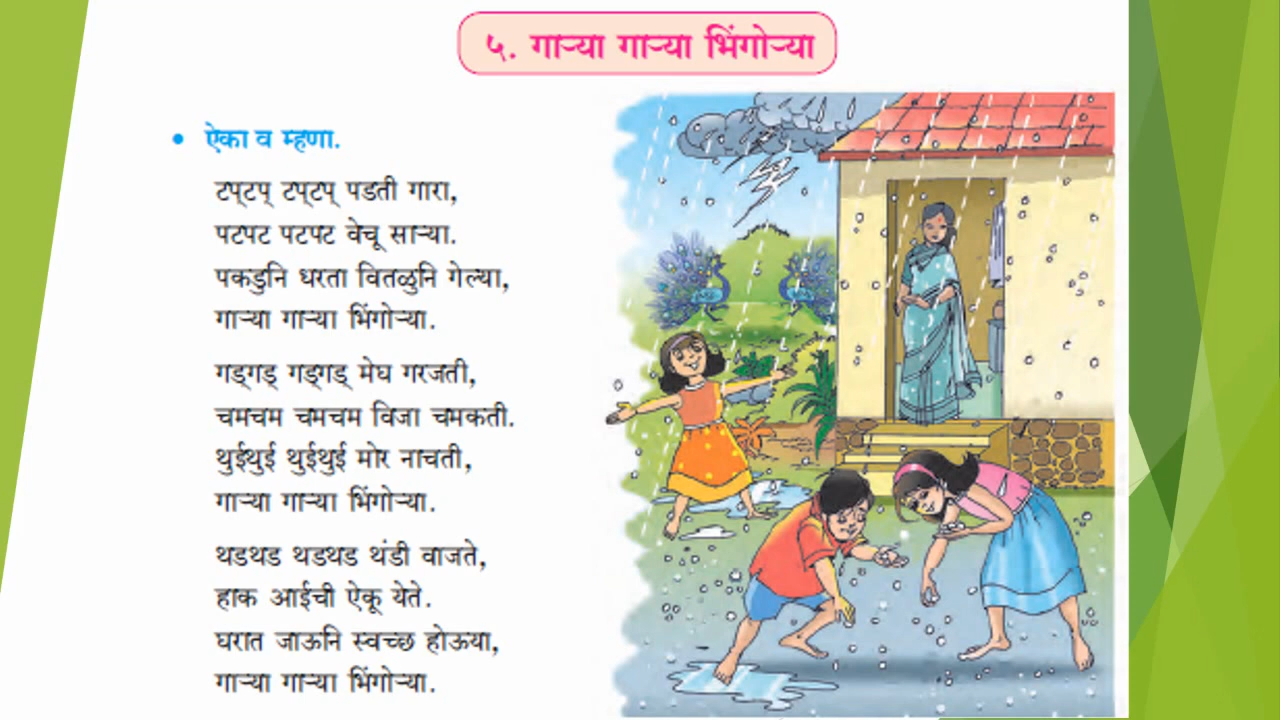 ५. गाऱ्या गाऱ्या भिंगोऱ्या
• ऐका व म्हणा.
टप्‌टप् टप्‌टप् पडती गारा,
पटपट पटपट वेचू साऱ्या.
पकडुनि धरता वितळुनि गेल्या,
गाऱ्या गाऱ्या भिंगोऱ्या.
गड्‌गड् गड्‌गड् मेघ गरजती,
चमचम चमचम विजा चमकती.
थुईथुई थुईथुई मोर नाचती,
गाऱ्या गाऱ्या भिंगोऱ्या.
थडथड थडथड थंडी वाजते,
हाक आईची ऐकू येते.
घरात जाऊनि स्वच्छ होऊया,
गाऱ्या गाऱ्या भिंगोऱ्या.